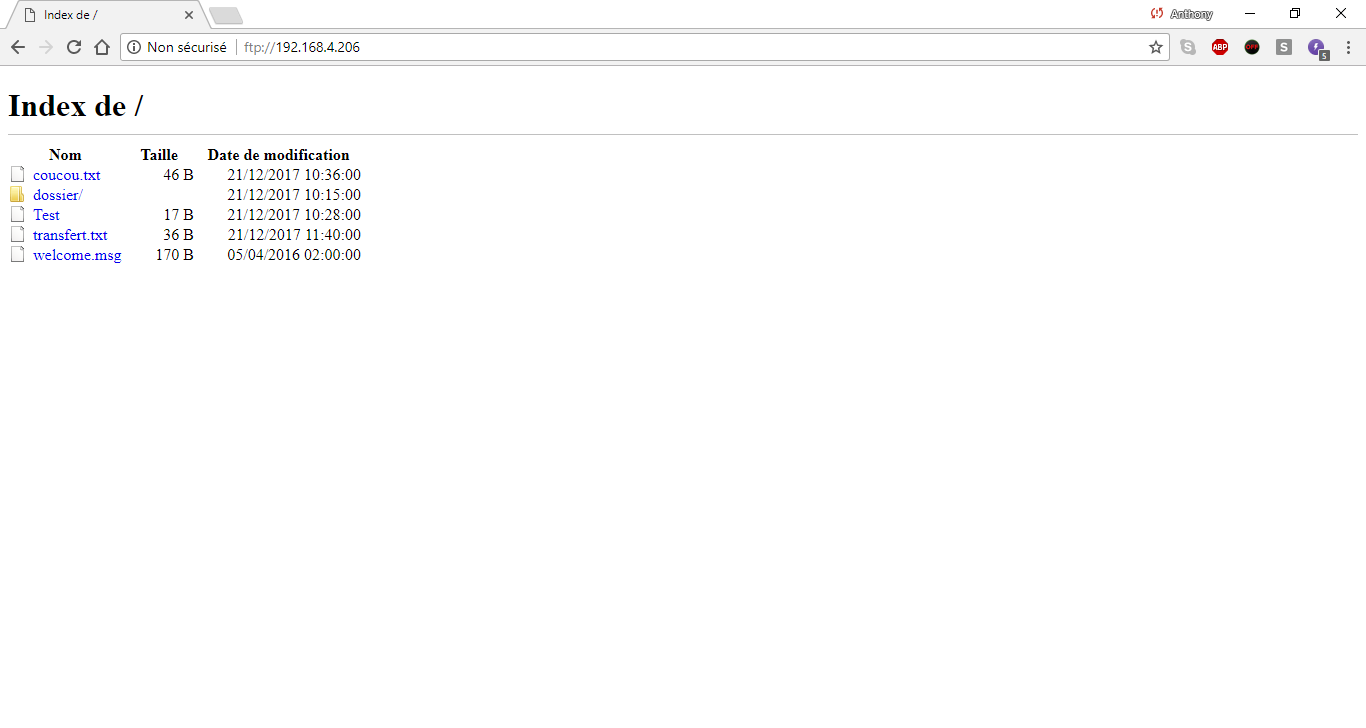 Index de /
Anthony
Non sécurisé ftp://192.168.4.206
ABP
OFF
S
5
Index de /
Nom Taille Date de modification
coucou.txt 46 B 21/12/2017 10:36:00
dossier/ 21/12/2017 10:15:00
Test 17 B 21/12/2017 10:28:00
transfert.txt 36 B 21/12/2017 11:40:00
welcome.msg 170 B 05/04/2016 02:00:00